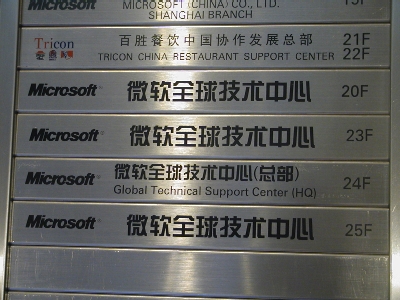 Microsoft MICROSOFT (CHINA) CO., LTD.
SHANGHAI BRANCH
Tricon 百胜餐饮中国协作发展总部 21F
TRICON CHINA RESTAURANT SUPPORT CENTER 22F
Microsoft 微软全球技术中心 20F
Microsoft 微软全球技术中心 23F
Microsoft 微软全球技术中心(总部)
Global Technical Support Center (HQ) 24F
Microsoft 微软全球技术中心 25F